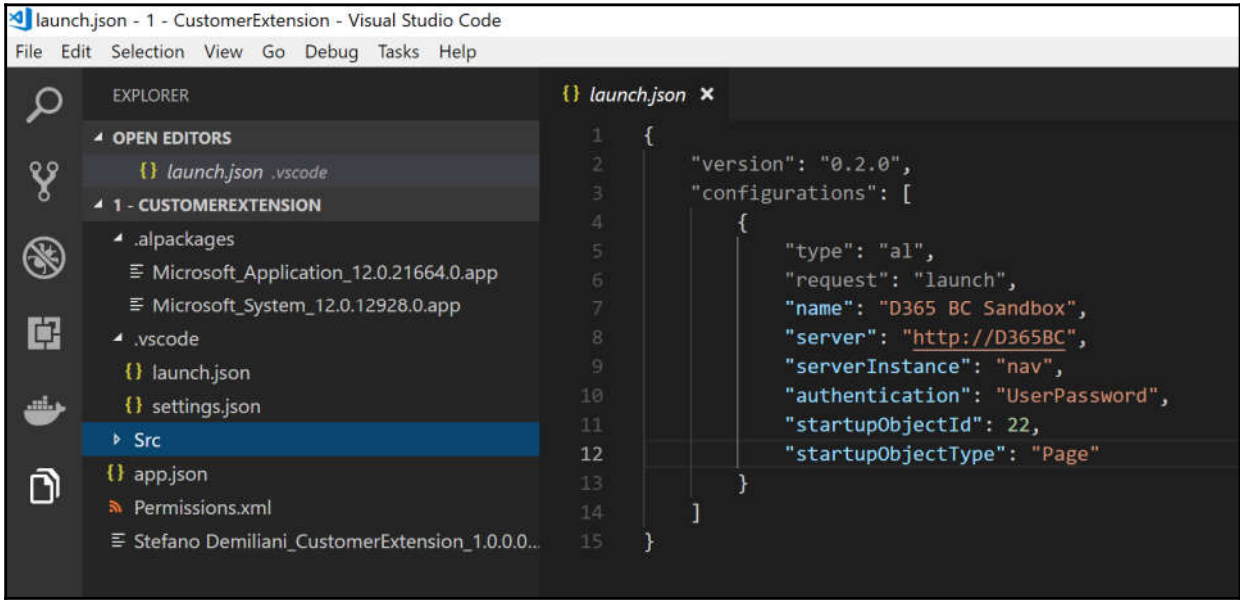 launch.json - 1 - CustomerExtension - Visual Studio Code
File Edit Selection View Go Debug Tasks Help
EXPLORER
OPEN EDITORS
{} launch.json .vscode
1 - CUSTOMEREXTENSION
.alpackages
Microsoft_Application_12.0.21664.0.app
Microsoft_System_12.0.12928.0.app
.vscode
{} launch.json
{} settings.json
Src
{} app.json
Permissions.xml
Stefano Demiliani_CustomerExtension_1.0.0.0...
{} launch.json ×
1 {
2 "version": "0.2.0",
3 "configurations": [
4 {
5 "type": "al",
6 "request": "launch",
7 "name": "D365 BC Sandbox",
8 "server": "http://D365BC",
9 "serverInstance": "nav",
10 "authentication": "UserPassword",
11 "startupObjectId": 22,
12 "startupObjectType": "Page"
13 }
14 ]
15 }